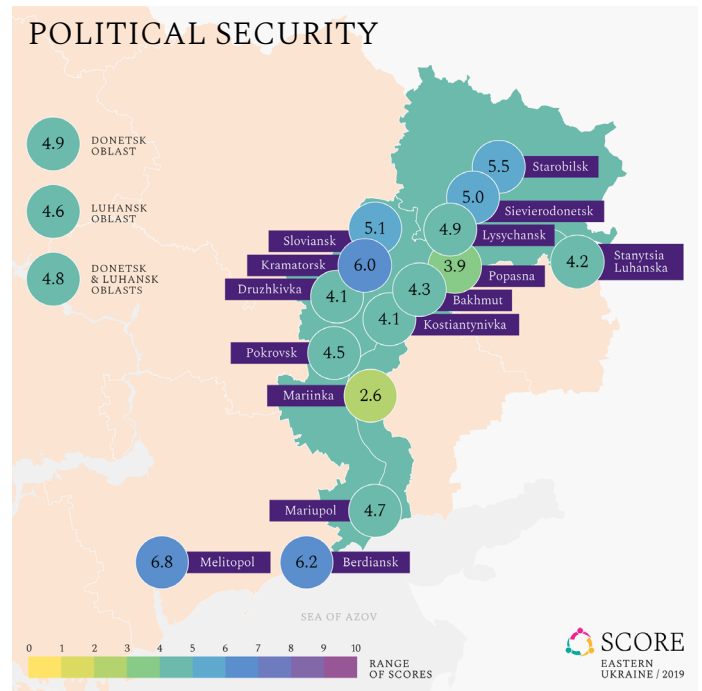 POLITICAL SECURITY
4.9
DONETSK
OBLAST
4.6
LUHANSK
OBLAST
4.8
DONETSK
& LUHANSK
OBLASTS
5.5
Starobilsk
5.0
Sievierodonetsk
5.1
Sloviansk
4.9
Lysychansk
6.0
Kramatorsk
3.9
Popasna
4.2
Stanytsia
Luhanska
4.1
Druzhkivka
4.3
Bakhmut
4.1
Kostiantynivka
Pokrovsk
4.5
Mariinka
2.6
Mariupol
4.7
6.8
Melitopol
6.2
Berdiansk
SEA OF AZOV
0 1 2 3 4 5 6 7 8 9 10
RANGE
OF SCORES
SCORE
EASTERN
UKRAINE / 2019